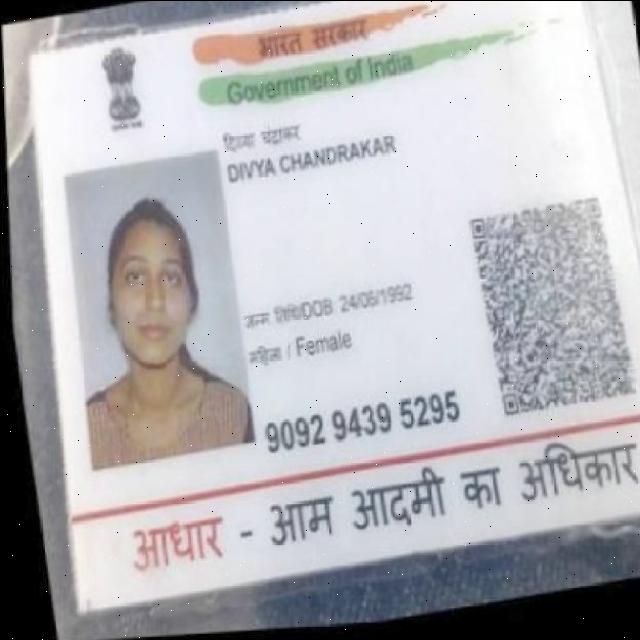 भारत सरकार
Government of India
दिव्या चंद्राकर
DIVYA CHANDRAKAR
जन्म तिथि/DOB 24/06/1992
महिला / Female
9092 9439 5295
आधार - आम आदमी का अधिकार